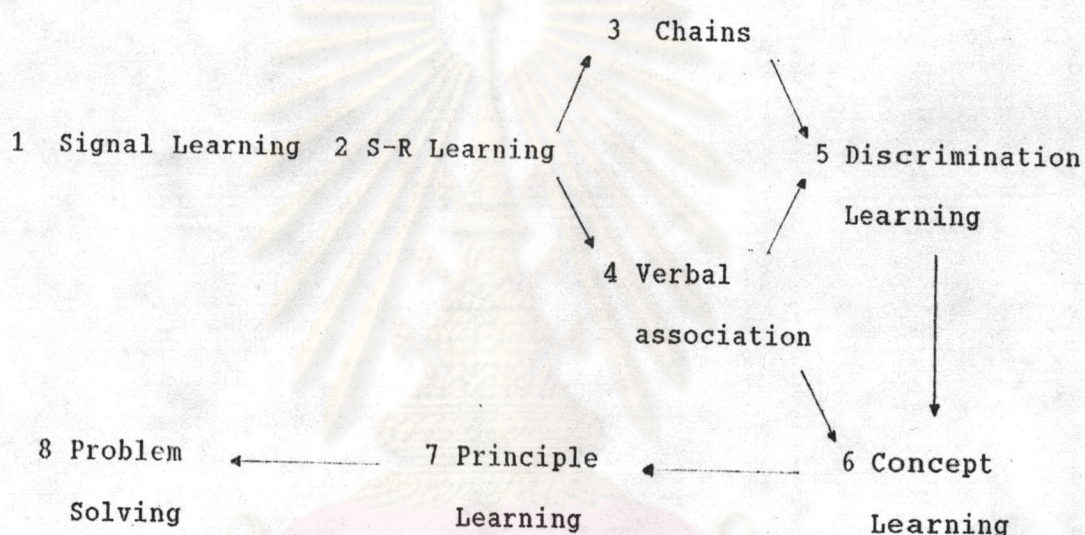 3 Chains
1 Signal Learning 2 S-R Learning
5 Discrimination
Learning
4 Verbal
association
8 Problem
Solving
7 Principle
Learning
6 Concept
Learning